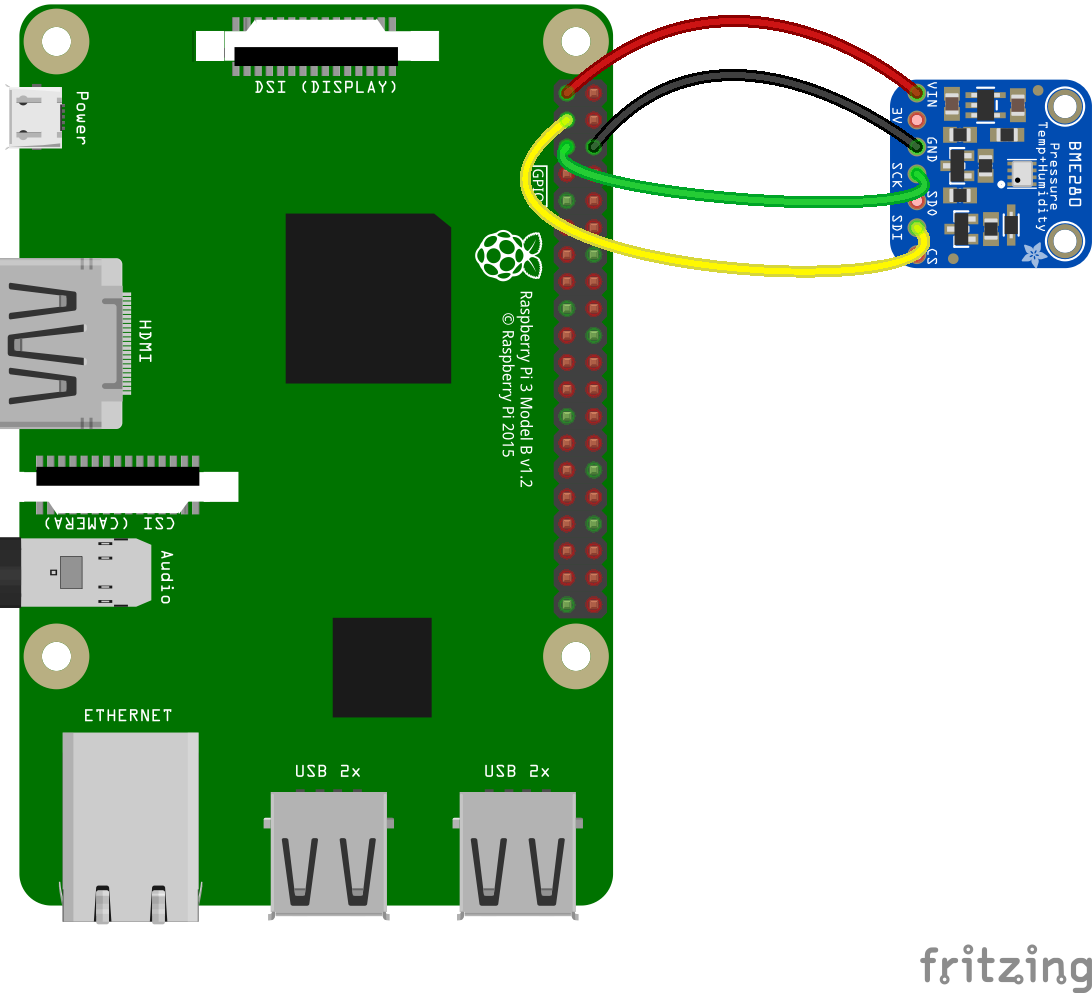 DSI (DISPLAY)
Power
HDMI
CSI (CAMERA)
Audio
ETHERNET
USB 2x
USB 2x
GPIO
Raspberry Pi 3 Model B v1.2
© Raspberry Pi 2015
VIN
3V
GND
SCK
SDO
SDI
CS
BME280
Pressure
Temp+Humidity
fritzing